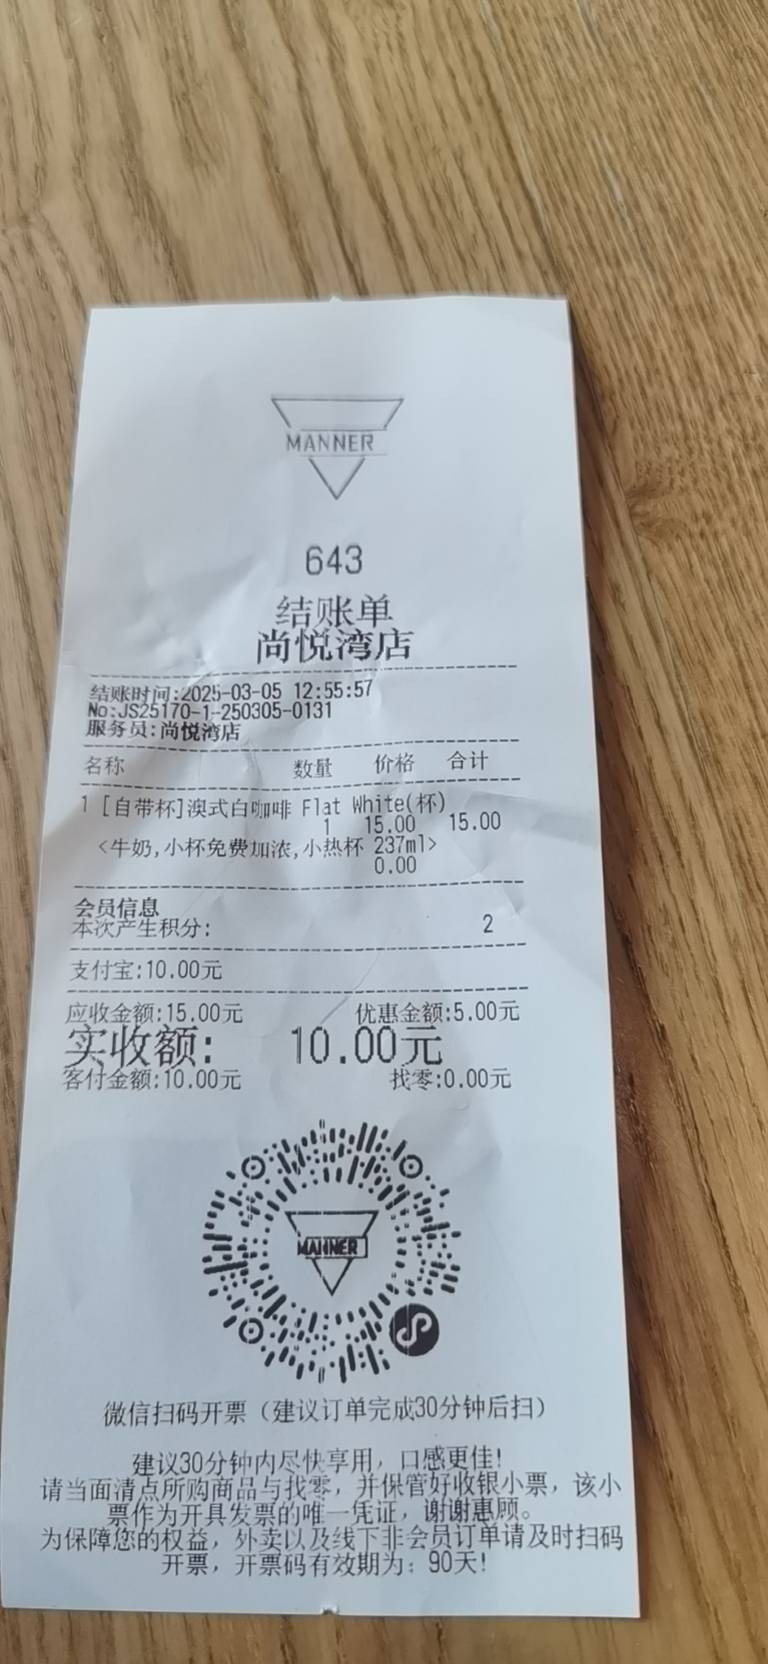 MANNER
643
结账单
尚悦湾店
结账时间:2025-03-05 12:55:57
No:JS25170-1-250305-0131
服务员:尚悦湾店
名称 数量 价格 合计
1 [自带杯]澳式白咖啡 Flat White(杯)
1 15.00 15.00
<牛奶,小杯免费加浓,小热杯 237ml>
0.00
会员信息
本次产生积分: 2
支付宝:10.00元
应收金额:15.00元 优惠金额:5.00元
实收额: 10.00元
客付金额:10.00元 找零:0.00元
MANNER
微信扫码开票（建议订单完成30分钟后扫）
建议30分钟内尽快享用，口感更佳!
请当面清点所购商品与找零，并保管好收银小票，该小
票作为开具发票的唯一凭证，谢谢惠顾。
为保障您的权益，外卖以及线下非会员订单请及时扫码
开票，开票码有效期为：90天!